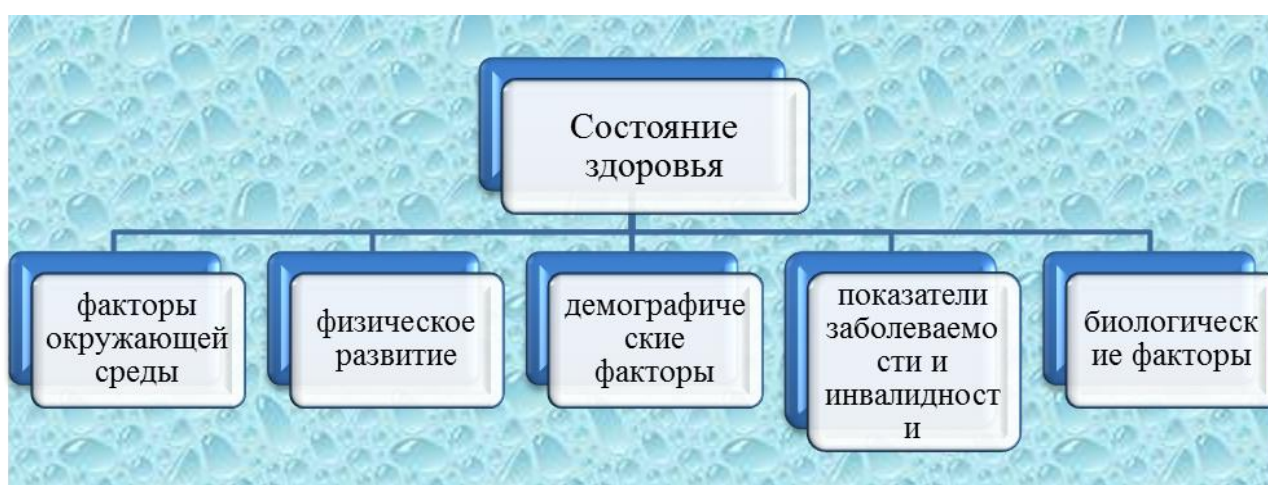 Состояние
здоровья
факторы
окружающей
среды
физическое
развитие
демографиче
ские
факторы
показатели
заболеваемо
сти и
инвалидност
и
биологическ
ие факторы